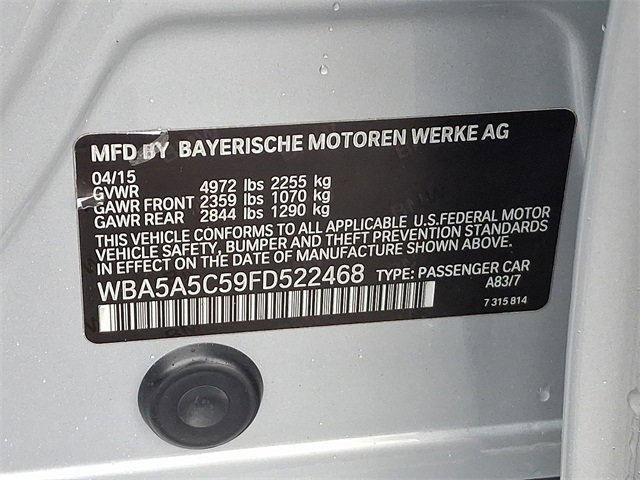 MFD BY BAYERISCHE MOTOREN WERKE AG
04/15
GVWR 4972 lbs 2255 kg
GAWR FRONT 2359 lbs 1070 kg
GAWR REAR 2844 lbs 1290 kg
THIS VEHICLE CONFORMS TO ALL APPLICABLE U.S.FEDERAL MOTOR
VEHICLE SAFETY, BUMPER AND THEFT PREVENTION STANDARDS
IN EFFECT ON THE DATE OF MANUFACTURE SHOWN ABOVE.
WBA5A5C59FD522468 TYPE: PASSENGER CAR
A83/7
7 315 814